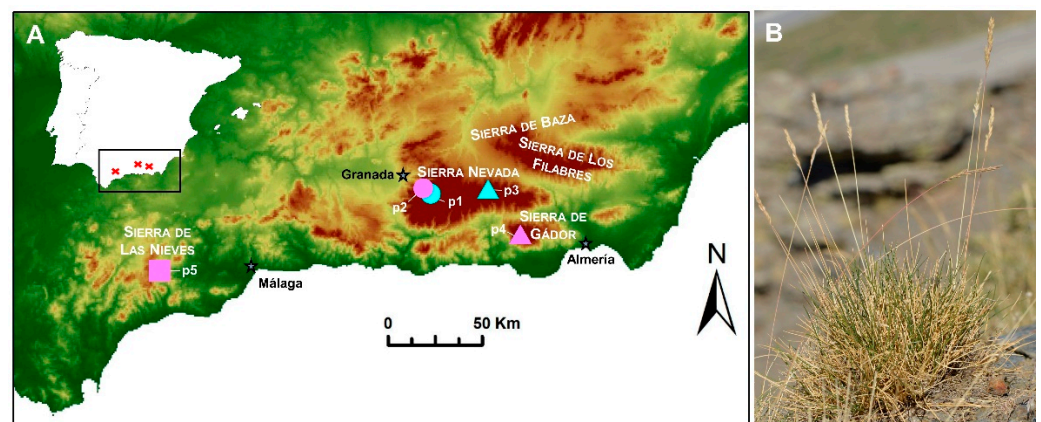 A
SIERRA DE BAZA
SIERRA DE LOS
FILABRES
Granada
SIERRA NEVADA
p3
p2
p1
SIERRA DE
GÁDOR
p4
SIERRA DE
LAS NIEVES
p5
Almería
Málaga
N
0 50 Km
B